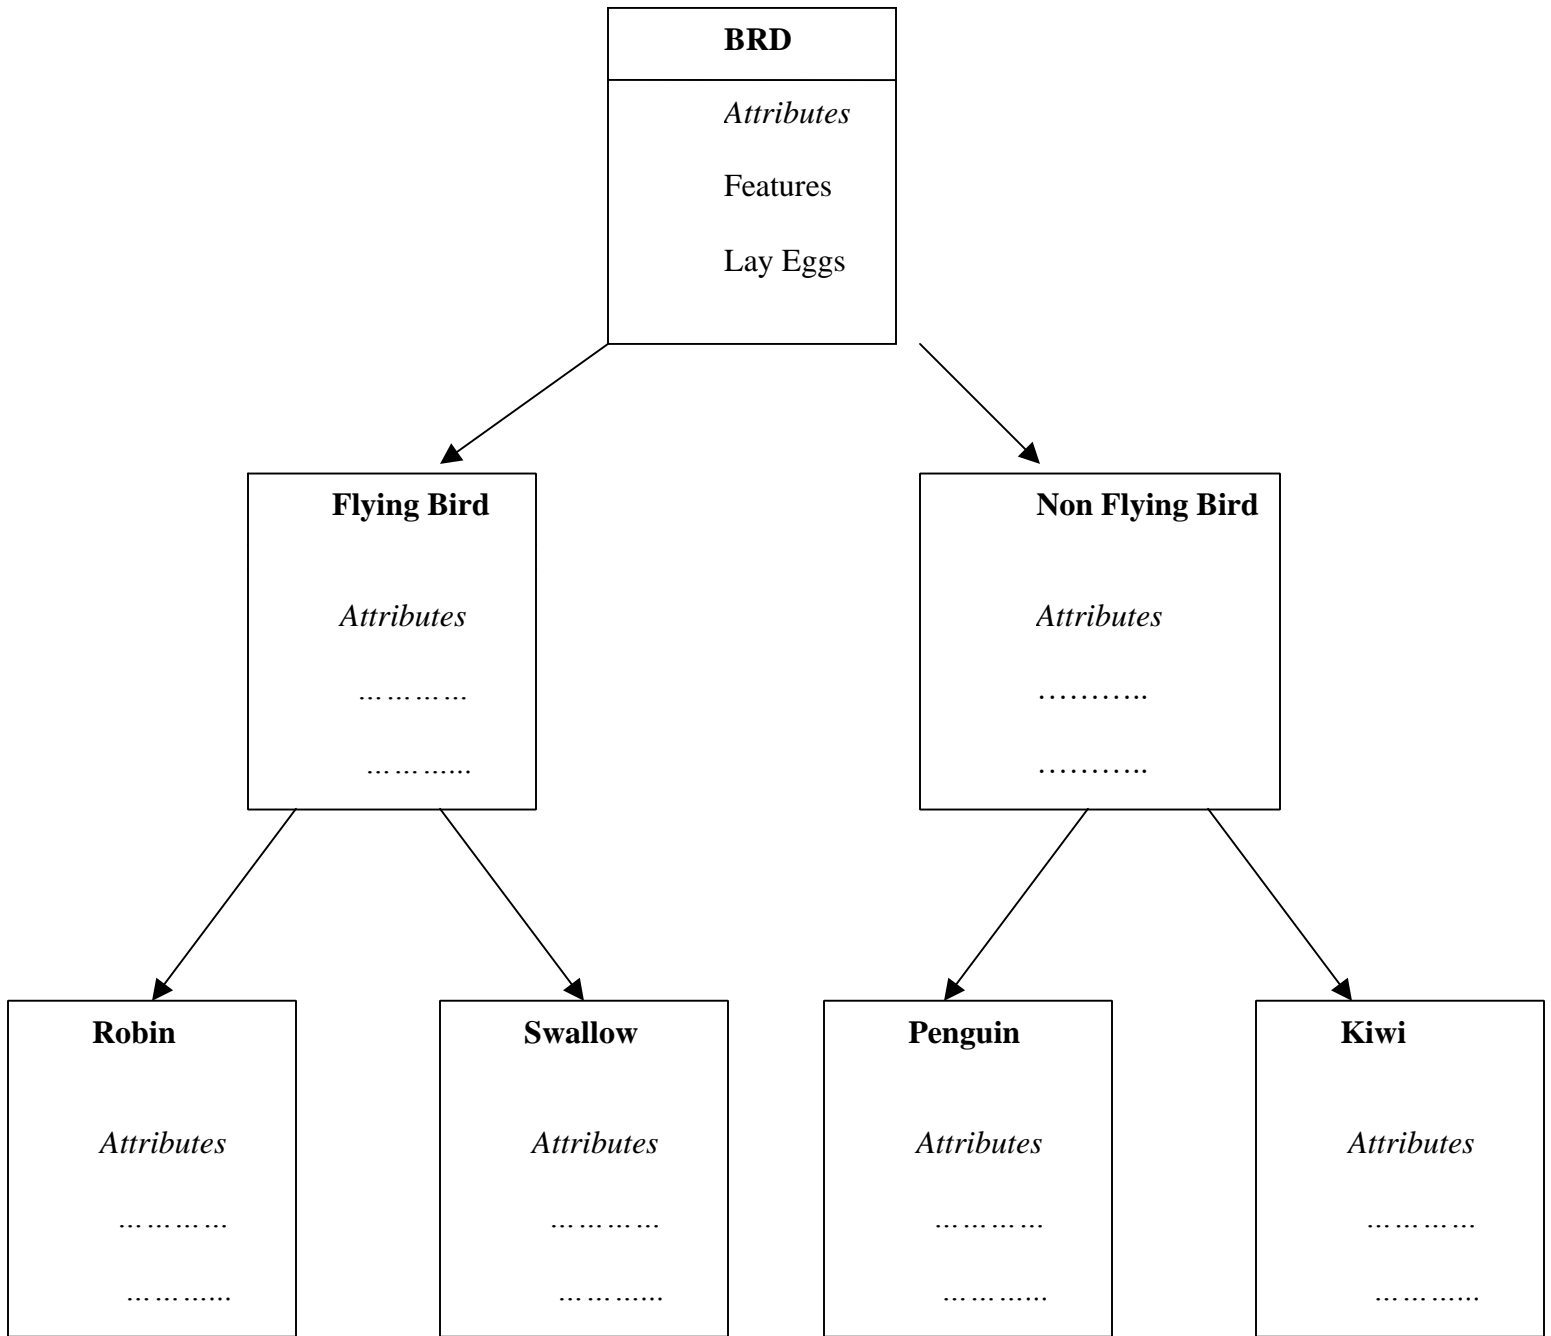 BRD
Attributes
Features
Lay Eggs
Flying Bird
Attributes
…………
………...
Non Flying Bird
Attributes
………..
………..
Robin
Attributes
…………
………...
Swallow
Attributes
…………
………...
Penguin
Attributes
…………
………...
Kiwi
Attributes
…………
………...